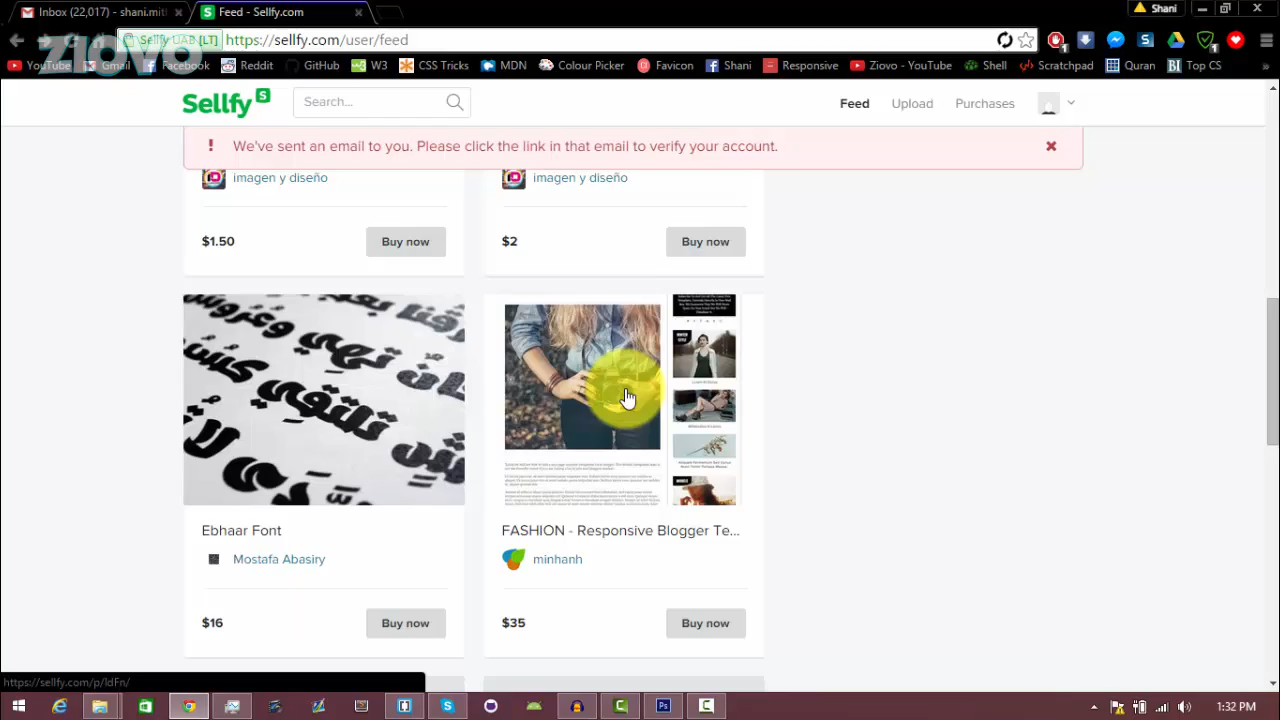 Inbox (22,017) - shani.mitl
Feed - Sellfy.com
Shani
Sellfy UAB [LT]
https://sellfy.com/user/feed
ZIOVO
YouTube
Gmail
Facebook
Reddit
GitHub
W3
CSS Tricks
MDN
Colour Picker
Favicon
Shani
Responsive
Ziovo - YouTube
Shell
Scratchpad
Quran
Top CS
Sellfy
Search...
Feed
Upload
Purchases
We've sent an email to you. Please click the link in that email to verify your account.
imagen y diseño
imagen y diseño
$1.50
Buy now
$2
Buy now
Ebhaar Font
FASHION - Responsive Blogger Te...
Mostafa Abasiry
minhanh
$16
Buy now
$35
Buy now
https://sellfy.com/p/ldFn/
1:32 PM